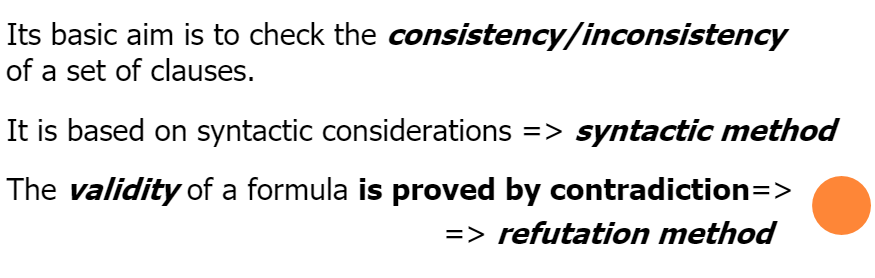 Its basic aim is to check the consistency/inconsistency
of a set of clauses.
It is based on syntactic considerations => syntactic method
The validity of a formula is proved by contradiction=>
=> refutation method